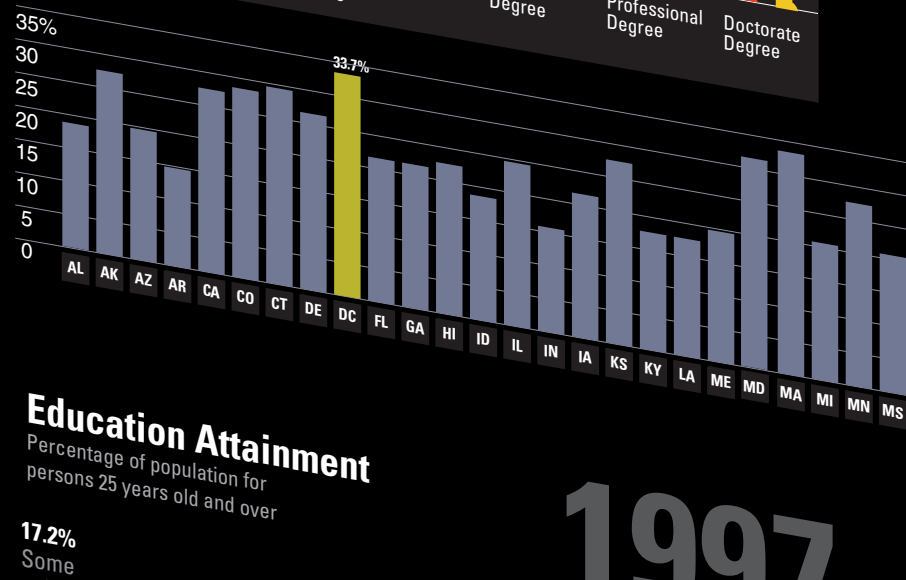 Degree
Professional
Degree
Doctorate
Degree
35%
30
25
20
15
10
5
0
33.7%
AL AK AZ AR CA CO CT DE DC FL GA HI ID IL IN IA KS KY LA ME MD MA MI MN MS
Education Attainment
Percentage of population for
persons 25 years old and over
17.2%
Some
1997